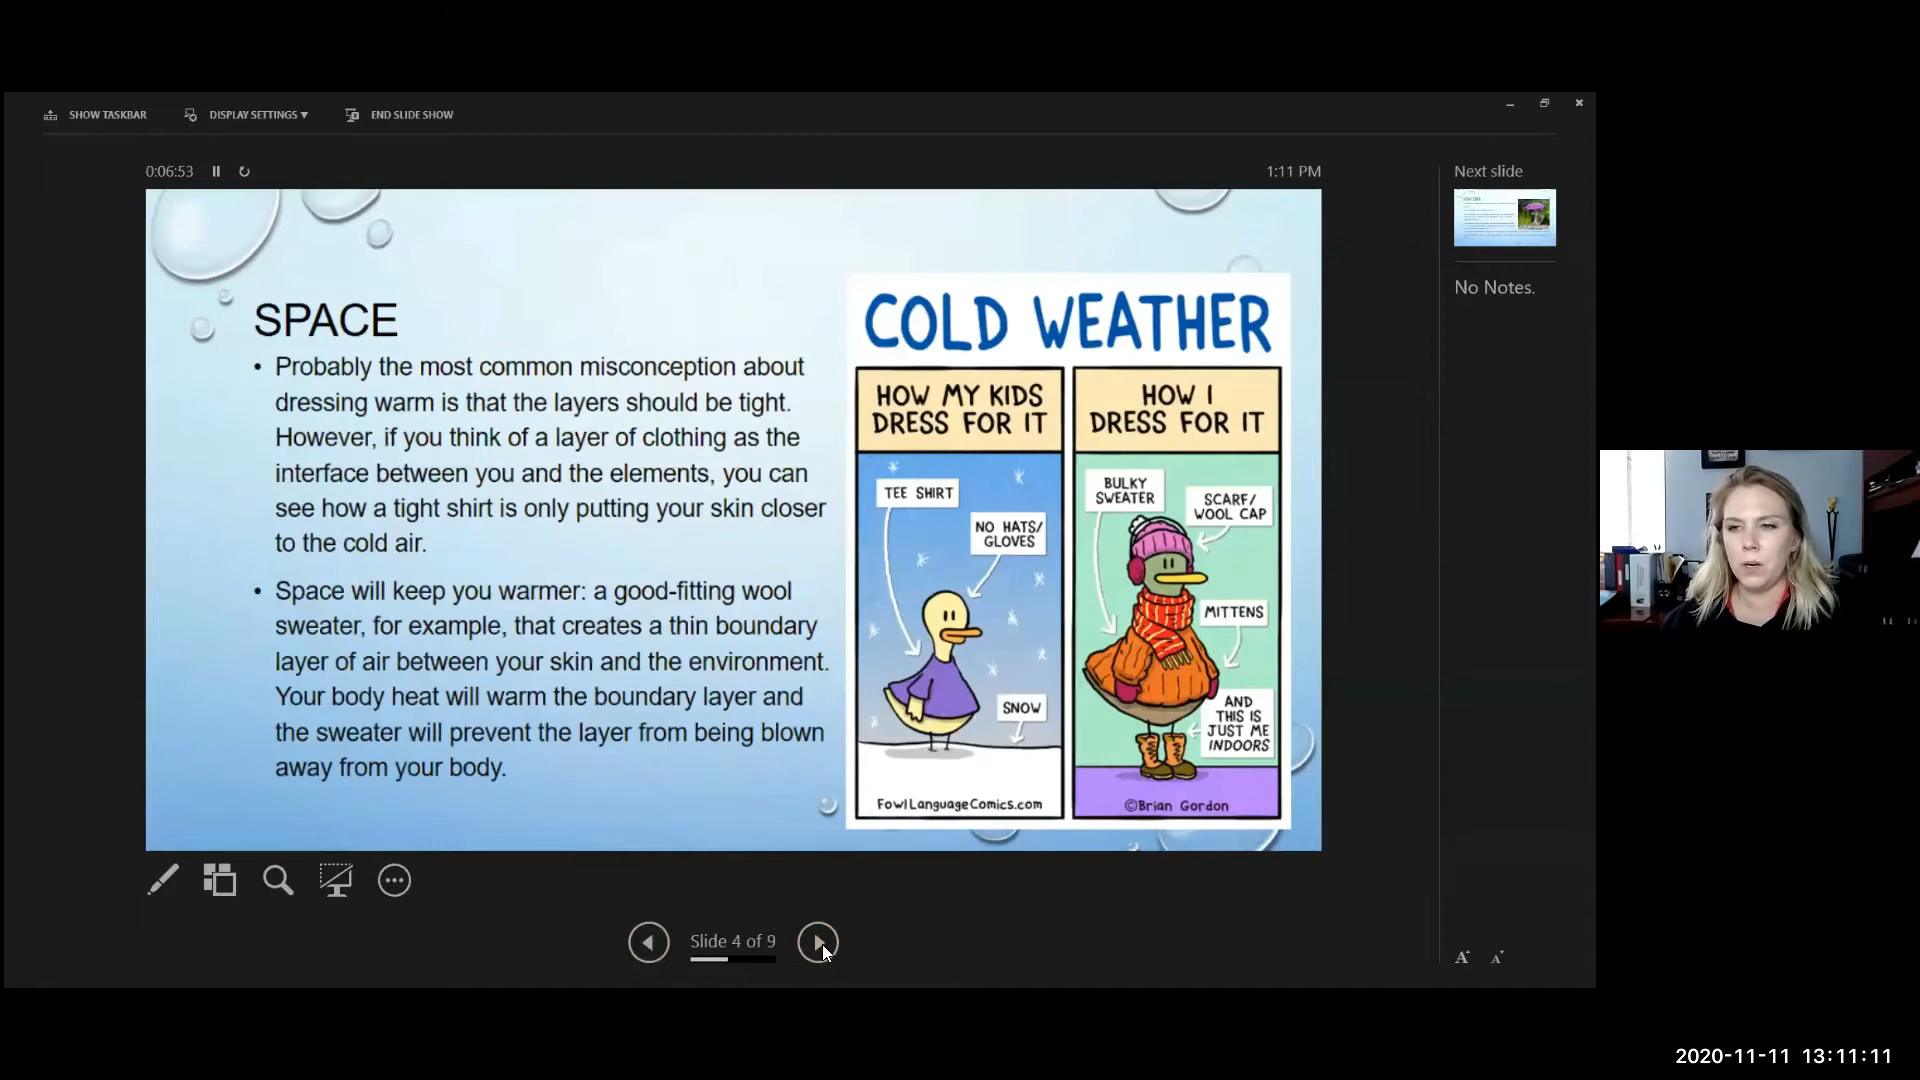 SHOW TASKBAR
DISPLAY SETTINGS
END SLIDE SHOW
0:06:53
1:11 PM
Next slide
No Notes.
SPACE
• Probably the most common misconception about
dressing warm is that the layers should be tight.
However, if you think of a layer of clothing as the
interface between you and the elements, you can
see how a tight shirt is only putting your skin closer
to the cold air.
• Space will keep you warmer: a good-fitting wool
sweater, for example, that creates a thin boundary
layer of air between your skin and the environment.
Your body heat will warm the boundary layer and
the sweater will prevent the layer from being blown
away from your body.
COLD WEATHER
HOW MY KIDS
DRESS FOR IT
TEE SHIRT
NO HATS/
GLOVES
SNOW
FowlLanguageComics.com
HOW I
DRESS FOR IT
BULKY
SWEATER
SCARF/
WOOL CAP
MITTENS
AND
THIS IS
JUST ME
INDOORS
©Brian Gordon
Slide 4 of 9
A A
2020-11-11 13:11:11